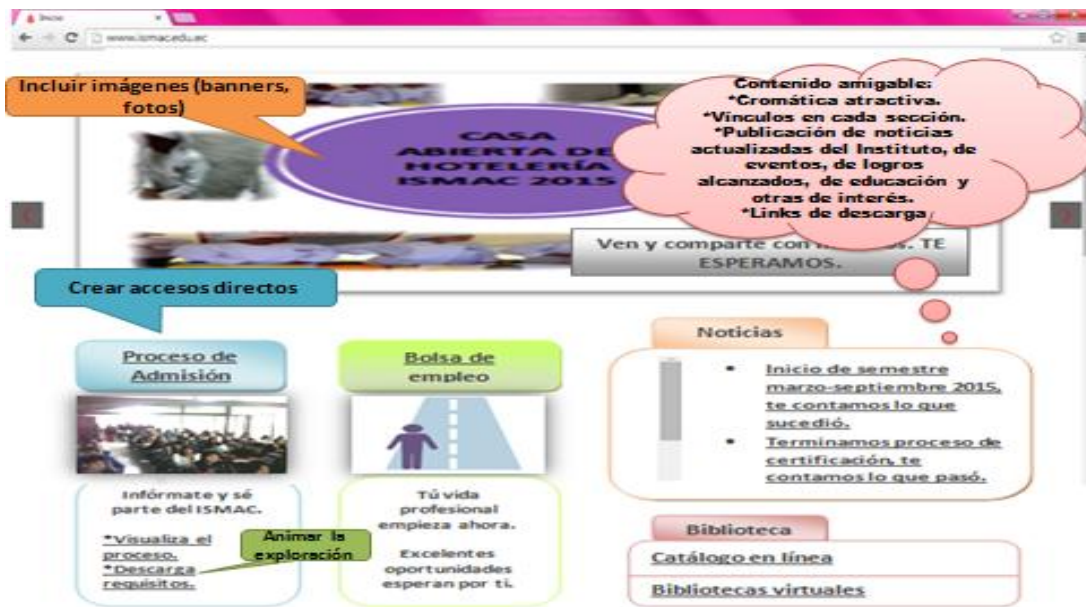 Inicio
www.ismac.edu.ec
Incluir imágenes (banners,
fotos)
CASA
ABIERTA DE
HOTELERÍA
ISMAC 2015
Contenido amigable:
*Cromática atractiva.
*Vínculos en cada sección.
*Publicación de noticias
actualizadas del Instituto, de
eventos, de logros
alcanzados, de educación y
otras de interés.
*Links de descarga
Ven y comparte con TE
ESPERAMOS.
Crear accesos directos
Proceso de
Admisión
Infórmate y sé
parte del ISMAC.
*Visualiza el
proceso.
*Descarga
requisitos.
Animar la
exploración
Bolsa de
empleo
Tú vida
profesional
empieza ahora.
Excelentes
oportunidades
esperan por ti.
Noticias
• Inicio de semestre
marzo-septiembre 2015,
te contamos lo que
sucedió.
• Terminamos proceso de
certificación, te
contamos lo que pasó.
Biblioteca
Catálogo en línea
Bibliotecas virtuales